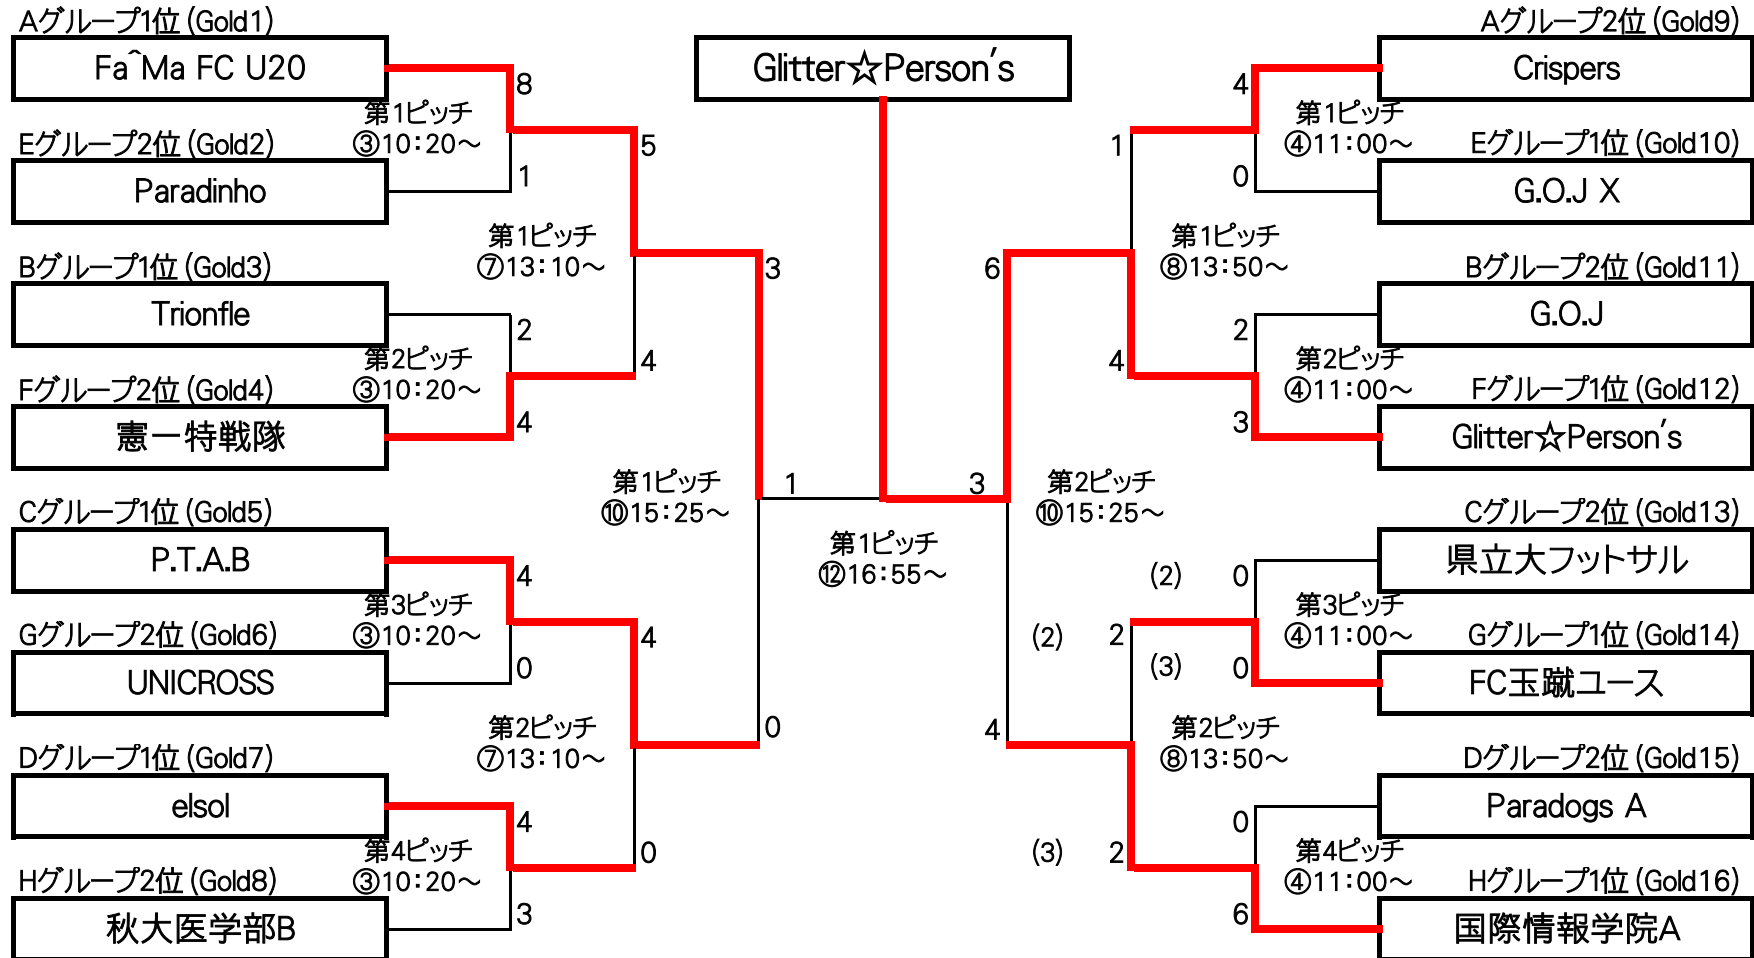 Aグループ1位 (Gold1)
Fa^Ma FC U20
8
第1ピッチ
③10:20～
Eグループ2位 (Gold2)
Paradinho
1
5
第1ピッチ
⑦13:10～
Bグループ1位 (Gold3)
Trionfle
2
第2ピッチ
③10:20～
Fグループ2位 (Gold4)
憲一特戦隊
4
4
3
第1ピッチ
⑩15:25～
Cグループ1位 (Gold5)
P.T.A.B
4
第3ピッチ
③10:20～
Gグループ2位 (Gold6)
UNICROSS
0
4
第2ピッチ
⑦13:10～
Dグループ1位 (Gold7)
elsol
4
第4ピッチ
③10:20～
Hグループ2位 (Gold8)
秋大医学部B
3
0
0
Glitter☆Person's
1
3
第1ピッチ
⑫16:55～
Aグループ2位 (Gold9)
Crispers
4
第1ピッチ
④11:00～
Eグループ1位 (Gold10)
G.O.J X
0
1
第1ピッチ
⑧13:50～
Bグループ2位 (Gold11)
G.O.J
2
第2ピッチ
④11:00～
Fグループ1位 (Gold12)
Glitter☆Person's
3
4
6
第2ピッチ
⑩15:25～
Cグループ2位 (Gold13)
県立大フットサル
(2) 0
第3ピッチ
④11:00～
Gグループ1位 (Gold14)
FC玉蹴ユース
(3) 0
(2) 2
第2ピッチ
⑧13:50～
Dグループ2位 (Gold15)
Paradogs A
0
第4ピッチ
④11:00～
Hグループ1位 (Gold16)
国際情報学院A
6
(3) 2
4